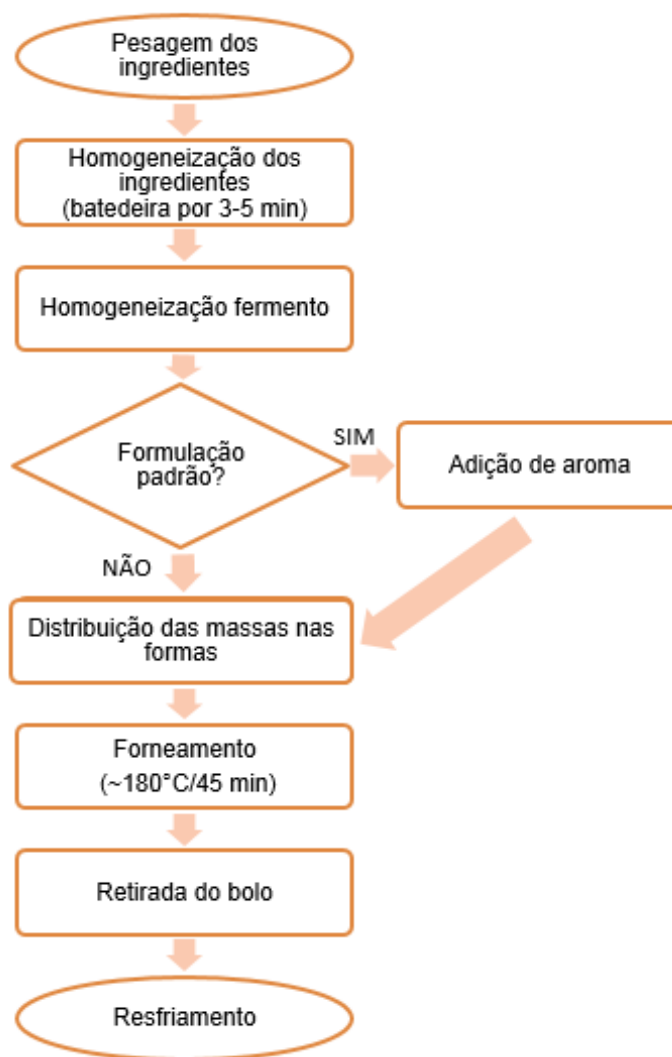 Pesagem dos
ingredientes
Homogeneização dos
ingredientes
(batedeira por 3-5 min)
Homogeneização fermento
Formulação
padrão?
SIM
Adição de aroma
NÃO
Distribuição das massas nas
formas
Forneamento
(~180°C/45 min)
Retirada do bolo
Resfriamento